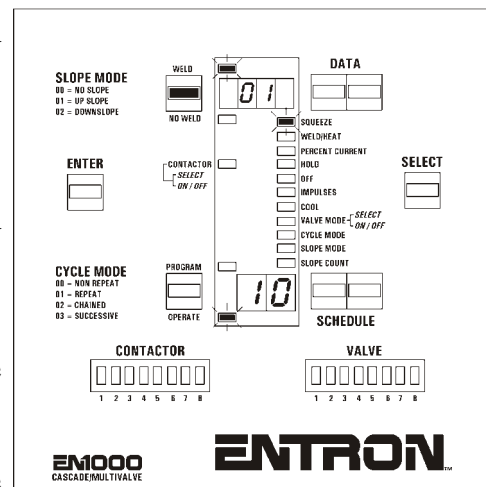 WELD
DATA
SLOPE MODE
00 = NO SLOPE
01 = UP SLOPE
02 = DOWNSLOPE
01
NO WELD
SQUEEZE
WELD/HEAT
PERCENT CURRENT
ENTER
CONTACTOR
SELECT
ON / OFF
HOLD
OFF
IMPULSES
COOL
VALVE MODE
SELECT
ON / OFF
CYCLE MODE
SLOPE MODE
SLOPE COUNT
SELECT
CYCLE MODE
00 = NON REPEAT
01 = REPEAT
02 = CHAINED
03 = SUCCESSIVE
PROGRAM
OPERATE
10
SCHEDULE
CONTACTOR
1 2 3 4 5 6 7 8
VALVE
1 2 3 4 5 6 7 8
EN1000
CASCADE/MULTIVALVE
ENTRON™